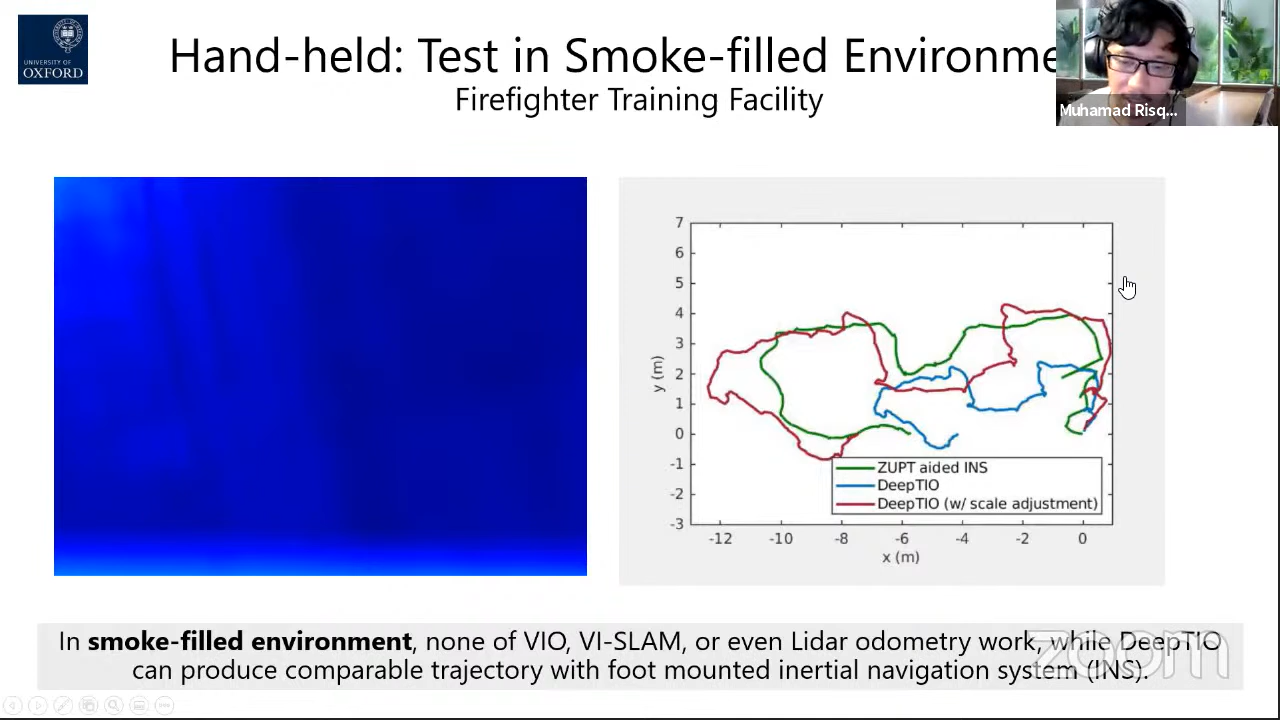 UNIVERSITY OF
OXFORD
Hand-held: Test in Smoke-filled Environme
Firefighter Training Facility
Muhamad Risq...
7
6
5
4
3
2
1
0
-1
-2
-3
y (m)
ZUPT aided INS
DeepTIO
DeepTIO (w/ scale adjustment)
-12 -10 -8 -6 -4 -2 0
x (m)
In smoke-filled environment, none of VIO, VI-SLAM, or even Lidar odometry work, while DeepTIO
can produce comparable trajectory with foot mounted inertial navigation system (INS).
zoom